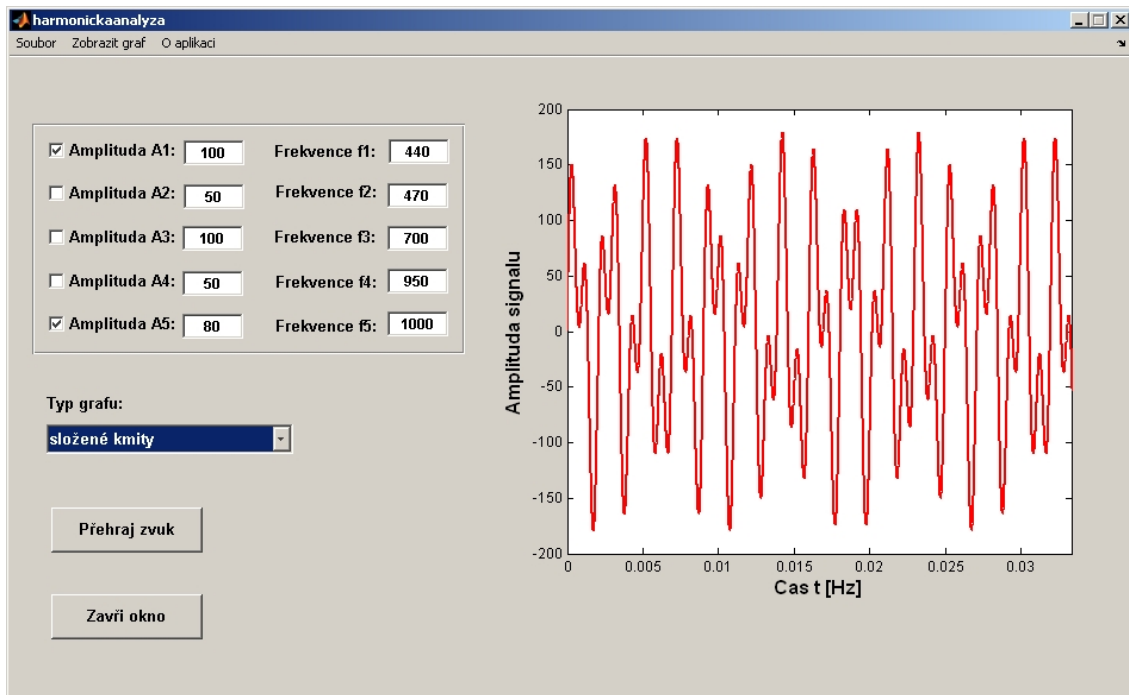 harmonickaanalyza
Soubor Zobrazit graf O aplikaci
Amplituda A1: 100 Frekvence f1: 440
Amplituda A2: 50 Frekvence f2: 470
Amplituda A3: 100 Frekvence f3: 700
Amplituda A4: 50 Frekvence f4: 950
Amplituda A5: 80 Frekvence f5: 1000
Typ grafu:
složené kmity
Přehraj zvuk
Zavři okno
Amplituda signalu
200
150
100
50
0
-50
-100
-150
-200
0 0.005 0.01 0.015 0.02 0.025 0.03
Cas t [Hz]